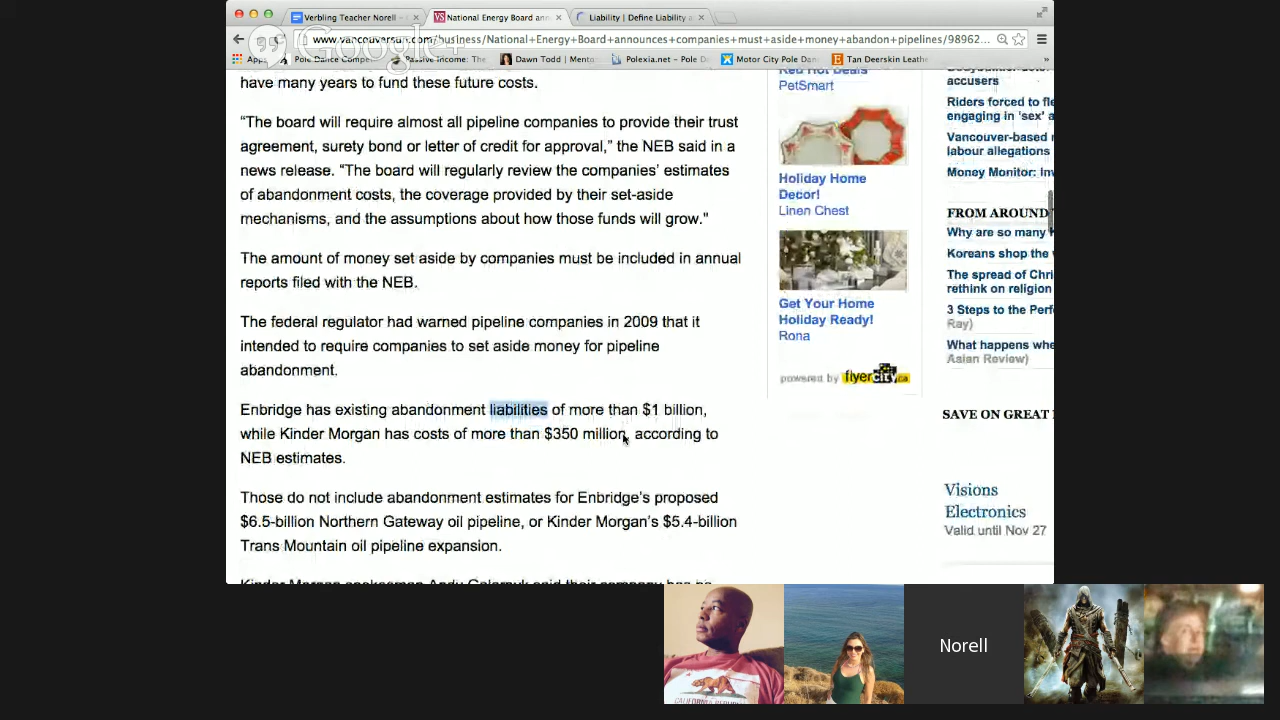 Verbling Teacher Norell –
National Energy Board ann
Liability | Define Liability a
Google+
www.vancouversun.com/business/National+Energy+Board+announces+companies+must+aside+money+abandon+pipelines/98962...
Apps
Pole Dance Compet
Passive Income: The
Dawn Todd | Mento
Polexia.net - Pole D
Motor City Pole Dan
Tan Deerskin Leathe
have many years to fund these future costs.
“The board will require almost all pipeline companies to provide their trust
agreement, surety bond or letter of credit for approval,” the NEB said in a
news release. “The board will regularly review the companies’ estimates
of abandonment costs, the coverage provided by their set-aside
mechanisms, and the assumptions about how those funds will grow."
The amount of money set aside by companies must be included in annual
reports filed with the NEB.
The federal regulator had warned pipeline companies in 2009 that it
intended to require companies to set aside money for pipeline
abandonment.
Enbridge has existing abandonment liabilities of more than $1 billion,
while Kinder Morgan has costs of more than $350 million, according to
NEB estimates.
Those do not include abandonment estimates for Enbridge’s proposed
$6.5-billion Northern Gateway oil pipeline, or Kinder Morgan’s $5.4-billion
Trans Mountain oil pipeline expansion.
Red Hot Deals
PetSmart
Holiday Home
Decor!
Linen Chest
Get Your Home
Holiday Ready!
Rona
powered by flyercity.ca
accusers
Riders forced to fle
engaging in 'sex' a
Vancouver-based
labour allegations
Money Monitor: Inv
FROM AROUND
Why are so many
Koreans shop the
The spread of Chri
rethink on religion
3 Steps to the Perfe
Ray)
What happens whe
Asian Review)
SAVE ON GREAT
Visions
Electronics
Valid until Nov 27
Norell
CALIFORNIA REPUBLIC